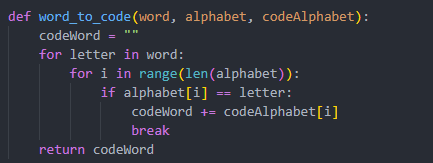 def word_to_code(word, alphabet, codeAlphabet):
    codeWord = ""
    for letter in word:
        for i in range(len(alphabet)):
            if alphabet[i] == letter:
                codeWord += codeAlphabet[i]
                break
    return codeWord